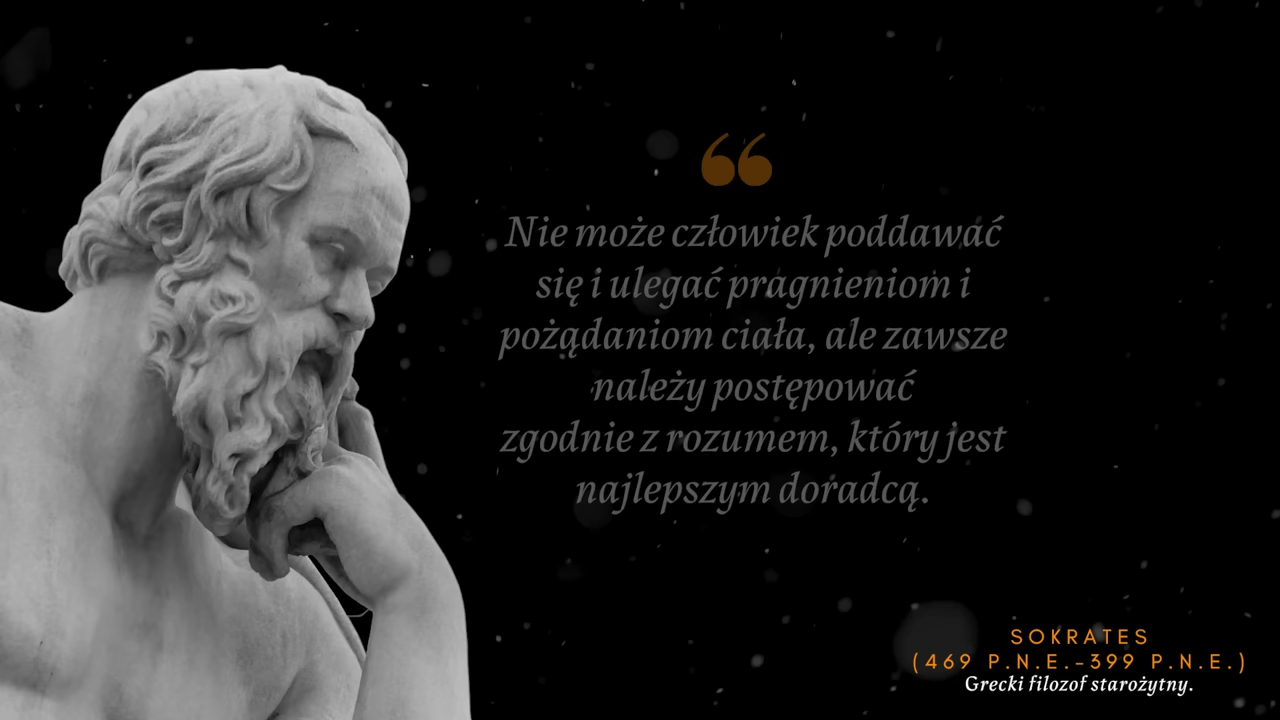 “
Nie może człowiek poddawać
się i ulegać pragnieniom i
pożądaniom ciała, ale zawsze
należy postępować
zgodnie z rozumem, który jest
najlepszym doradcą.
SOKRATES
(469 P.N.E.-399 P.N.E.)
Grecki filozof starożytny.